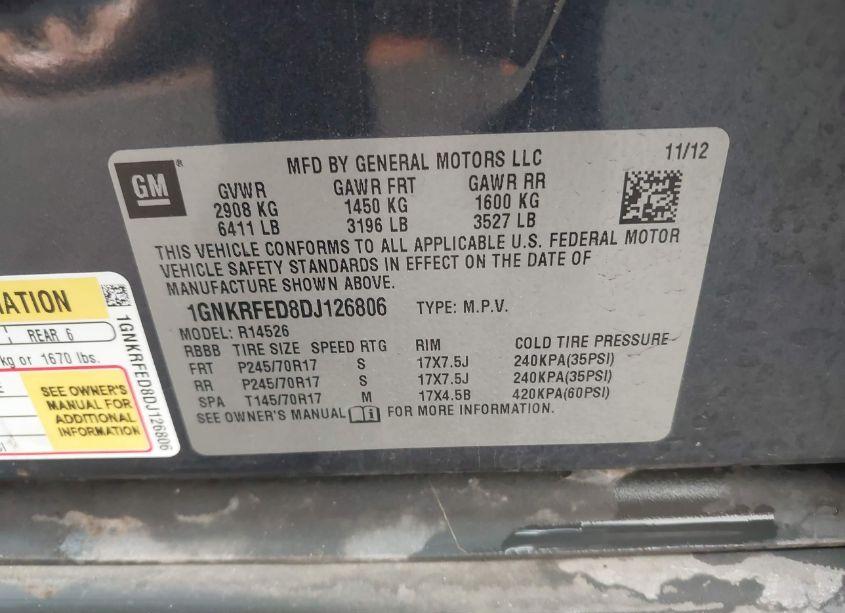 GM
MFD BY GENERAL MOTORS LLC
11/12
GVWR GAWR FRT GAWR RR
2908 KG 1450 KG 1600 KG
6411 LB 3196 LB 3527 LB
THIS VEHICLE CONFORMS TO ALL APPLICABLE U.S. FEDERAL MOTOR
VEHICLE SAFETY STANDARDS IN EFFECT ON THE DATE OF
MANUFACTURE SHOWN ABOVE.
1GNKRFED8DJ126806 TYPE: M.P.V.
MODEL: R14526
RBBB TIRE SIZE SPEED RTG RIM COLD TIRE PRESSURE
FRT P245/70R17 S 17X7.5J 240KPA(35PSI)
RR P245/70R17 S 17X7.5J 240KPA(35PSI)
SPA T145/70R17 M 17X4.5B 420KPA(60PSI)
SEE OWNER'S MANUAL FOR MORE INFORMATION.
REAR 6
kg or 1670 lbs.
SEE OWNER'S
MANUAL FOR
ADDITIONAL
INFORMATION
1GNKRFED8DJ126806